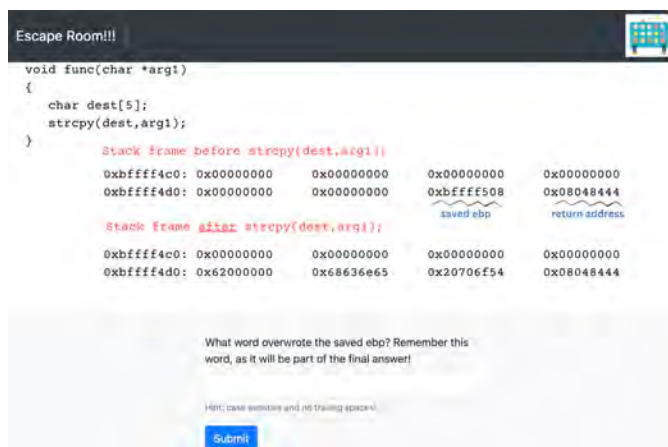 Escape Room!!!
void func(char *arg1)
{
char dest[5];
strcpy(dest,arg1);
}
Stack frame before strcpy(dest,arg1);
0xbffff4c0: 0x00000000 0x00000000 0x00000000 0x00000000
0xbffff4d0: 0x00000000 0x00000000 0xbffff508 0x08048444
saved ebp return address
Stack frame after strcpy(dest,arg1);
0xbffff4c0: 0x00000000 0x00000000 0x00000000 0x00000000
0xbffff4d0: 0x62000000 0x68636e65 0x20706f54 0x08048444
What word overwrote the saved ebp? Remember this
word, as it will be part of the final answer!
Hint: case sensitive and no trailing spaces!
Submit